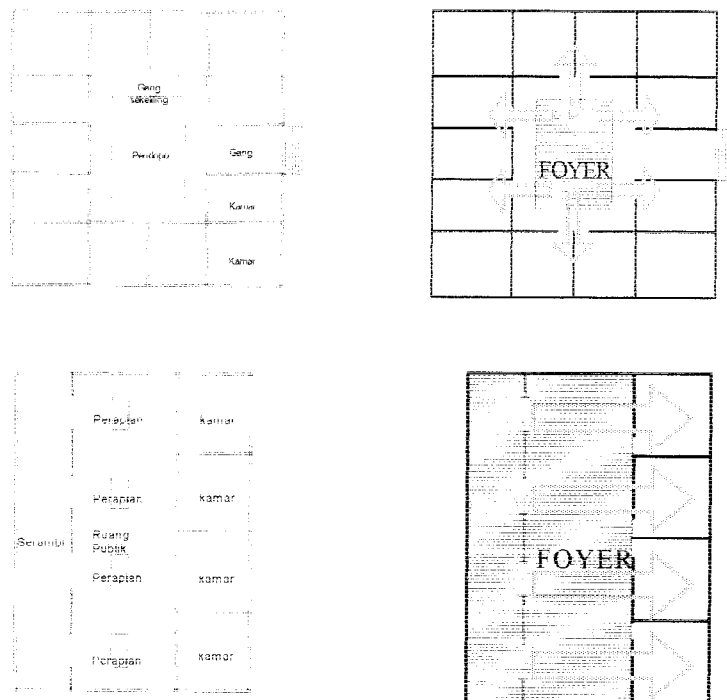 Gang
sekeliling
Pendopo
Gang
Kamar
Kamar
FOYER
Perapian
kamar
Perapian
kamar
Serambi
Ruang
Publik
Perapian
kamar
Perapian
kamar
FOYER